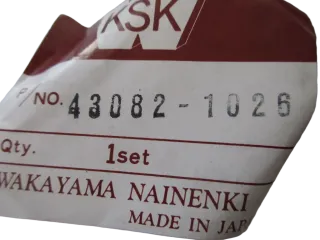 KSK
P/NO. 43082-1026
Qty. 1set
WAKAYAMA NAINENKI
MADE IN JAP